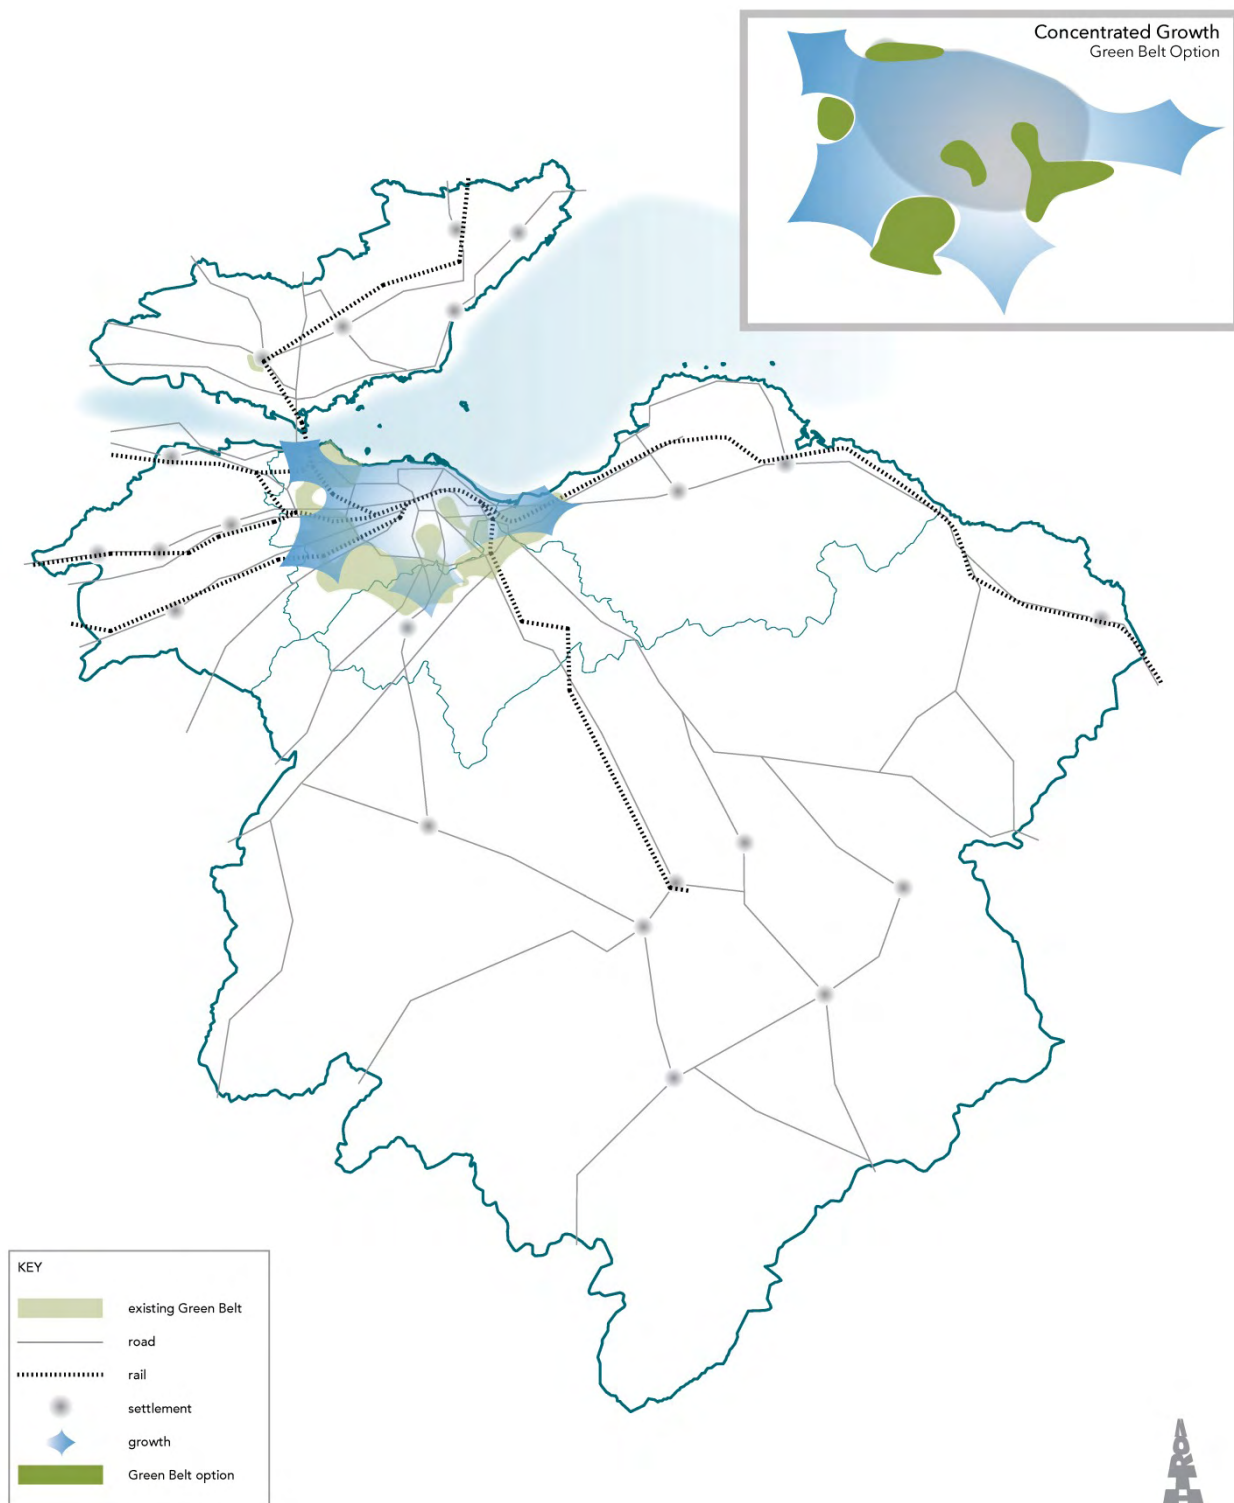 Concentrated Growth
Green Belt Option
KEY
existing Green Belt
road
rail
settlement
growth
Green Belt option